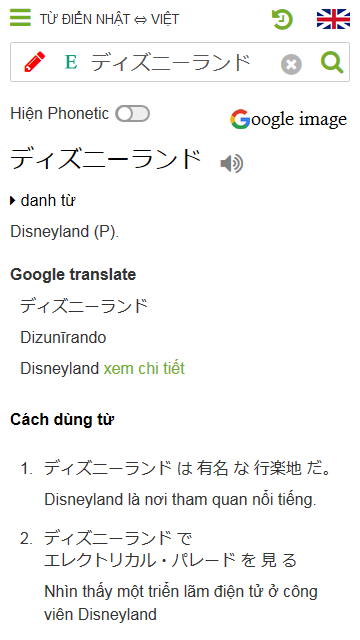 TỪ ĐIỂN NHẬT ⇔ VIỆT
E ディズニーランド
Hiện Phonetic
Google image
ディズニーランド
danh từ
Disneyland (P).
Google translate
ディズニーランド
Dizunīrando
Disneyland xem chi tiết
Cách dùng từ
1. ディズニーランド は 有名 な 行楽地 だ。
Disneyland là nơi tham quan nổi tiếng.
2. ディズニーランド で
エレクトリカル・パレード を 見 る
Nhìn thấy một triển lãm điện tử ở công
viên Disneyland